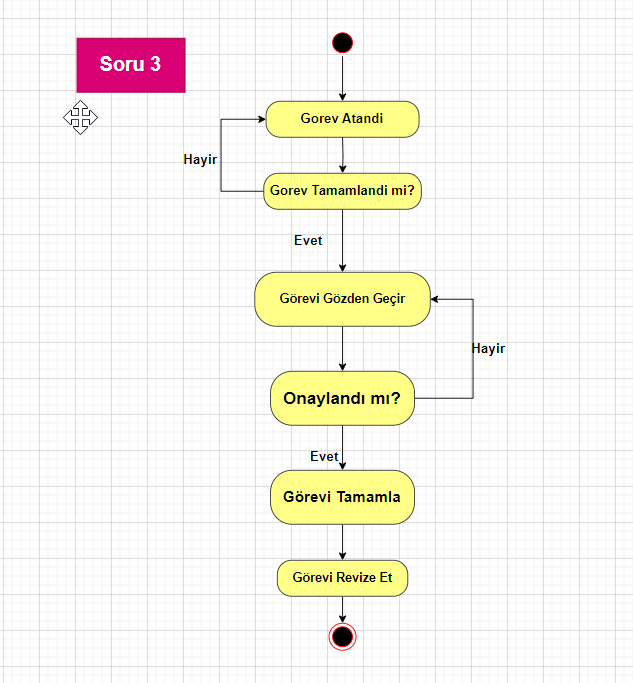 Soru 3
Gorev Atandi
Hayir
Gorev Tamamlandi mi?
Evet
Görevi Gözden Geçir
Hayir
Onaylandı mı?
Evet
Görevi Tamamla
Görevi Revize Et